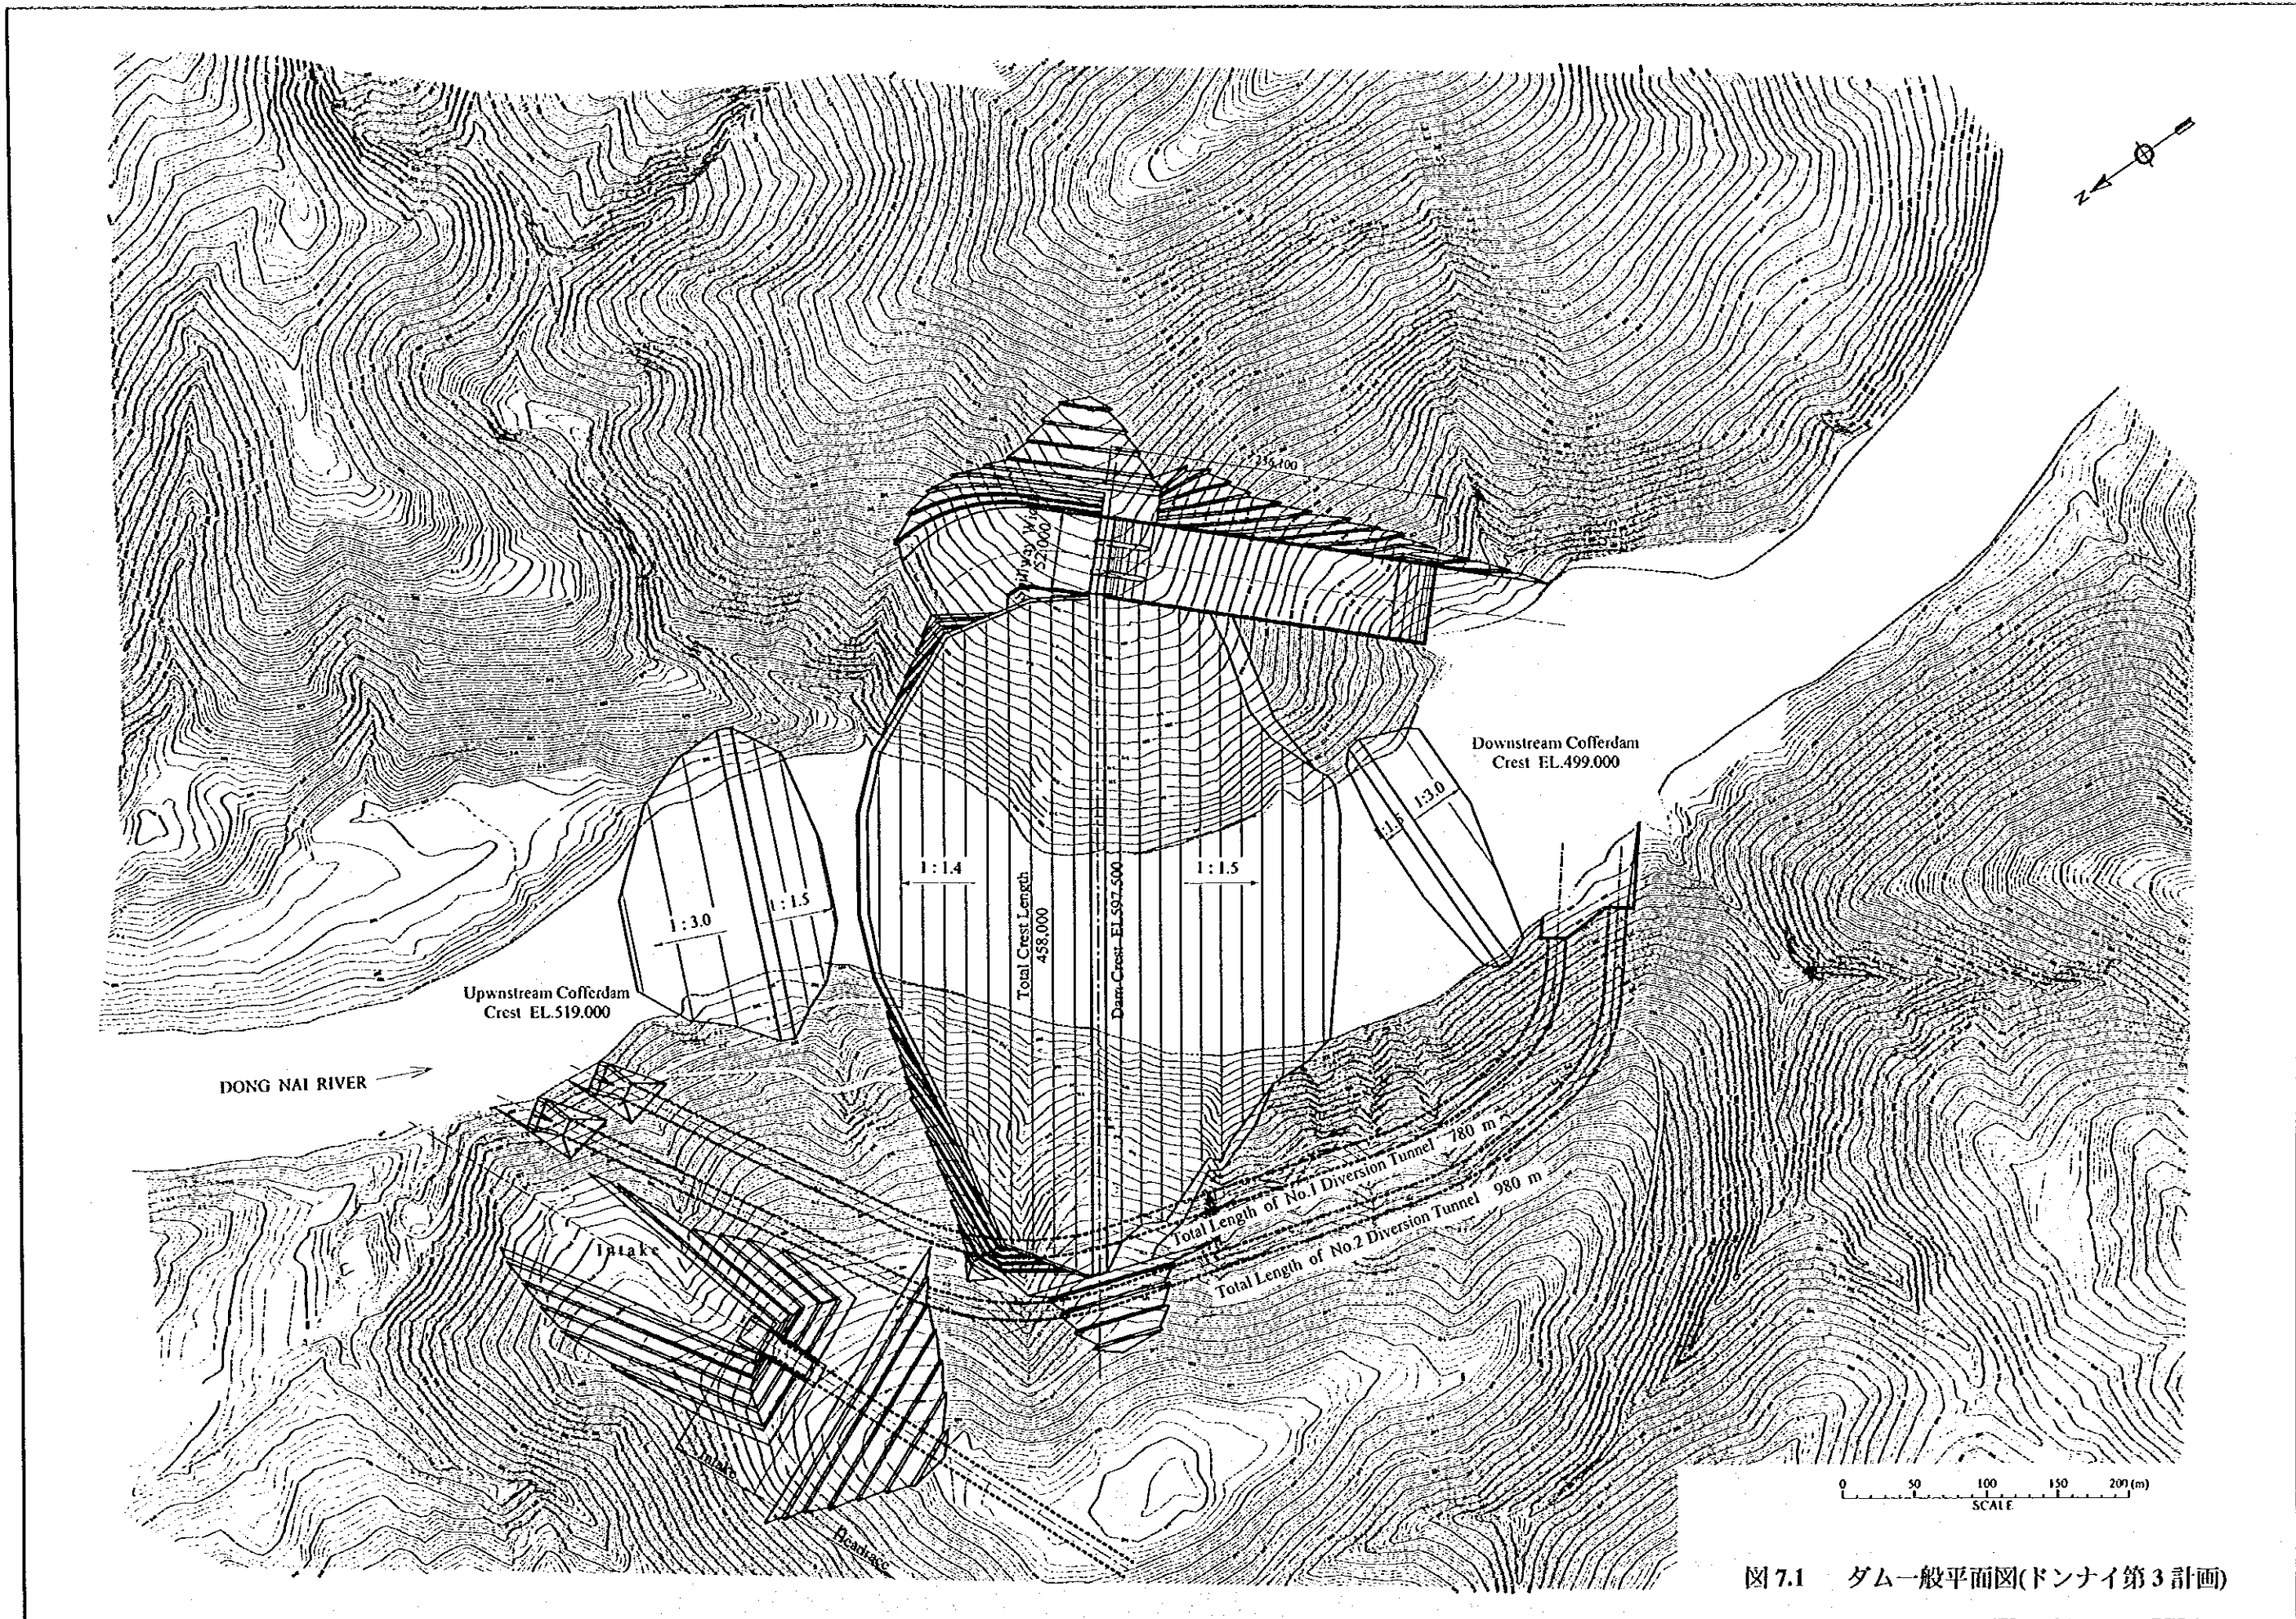 N
236.100
52.000
Downstream Cofferdam
Crest EL.499.000
1:3.0
1:1.5
1 : 1.4
1 : 1.5
Total Crest Length
458.000
Dam Crest EL.597.500
1 : 3.0
1 : 1.5
Upwnstream Cofferdam
Crest EL.519.000
DONG NAI RIVER
Total Length of No.1 Diversion Tunnel 780 m
Total Length of No.2 Diversion Tunnel 980 m
Intake
Intake
Headrace
0 50 100 150 200 (m)
SCALE
図 7.1 ダム一般平面図(ドンナイ第 3 計画)